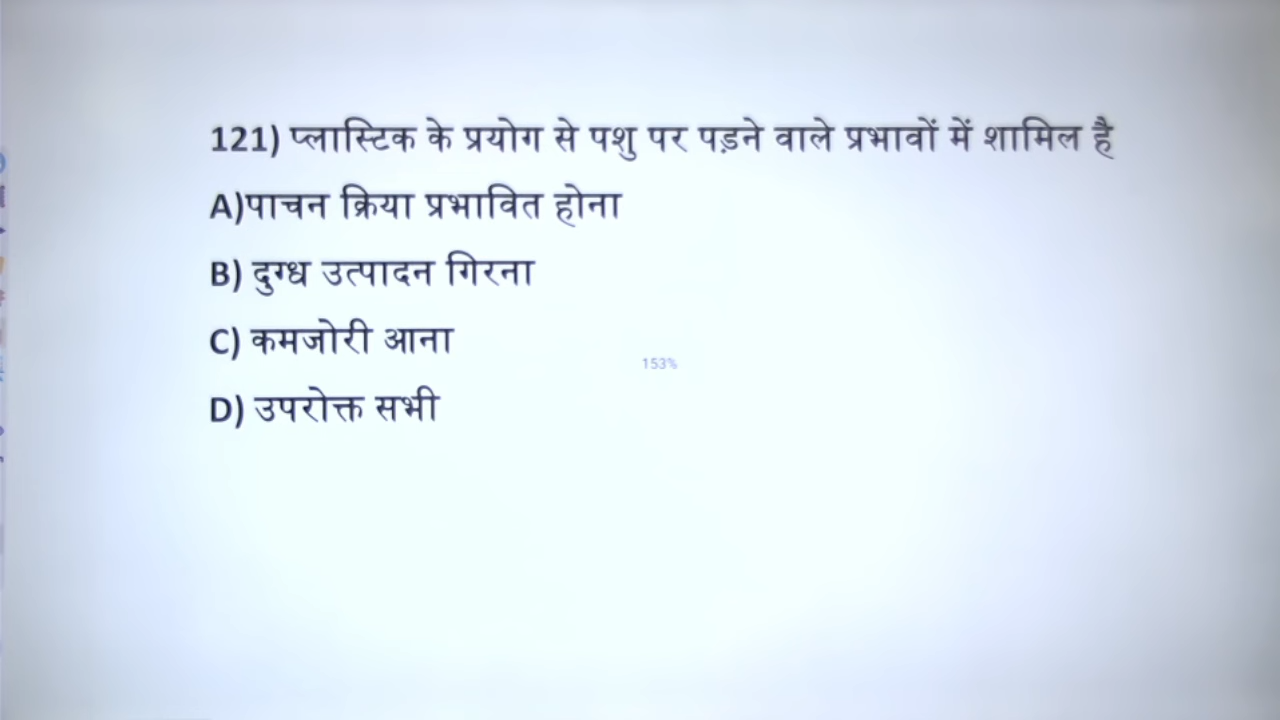 121) प्लास्टिक के प्रयोग से पशु पर पड़ने वाले प्रभावों में शामिल है
A)पाचन क्रिया प्रभावित होना
B) दुग्ध उत्पादन गिरना
C) कमजोरी आना
153%
D) उपरोक्त सभी